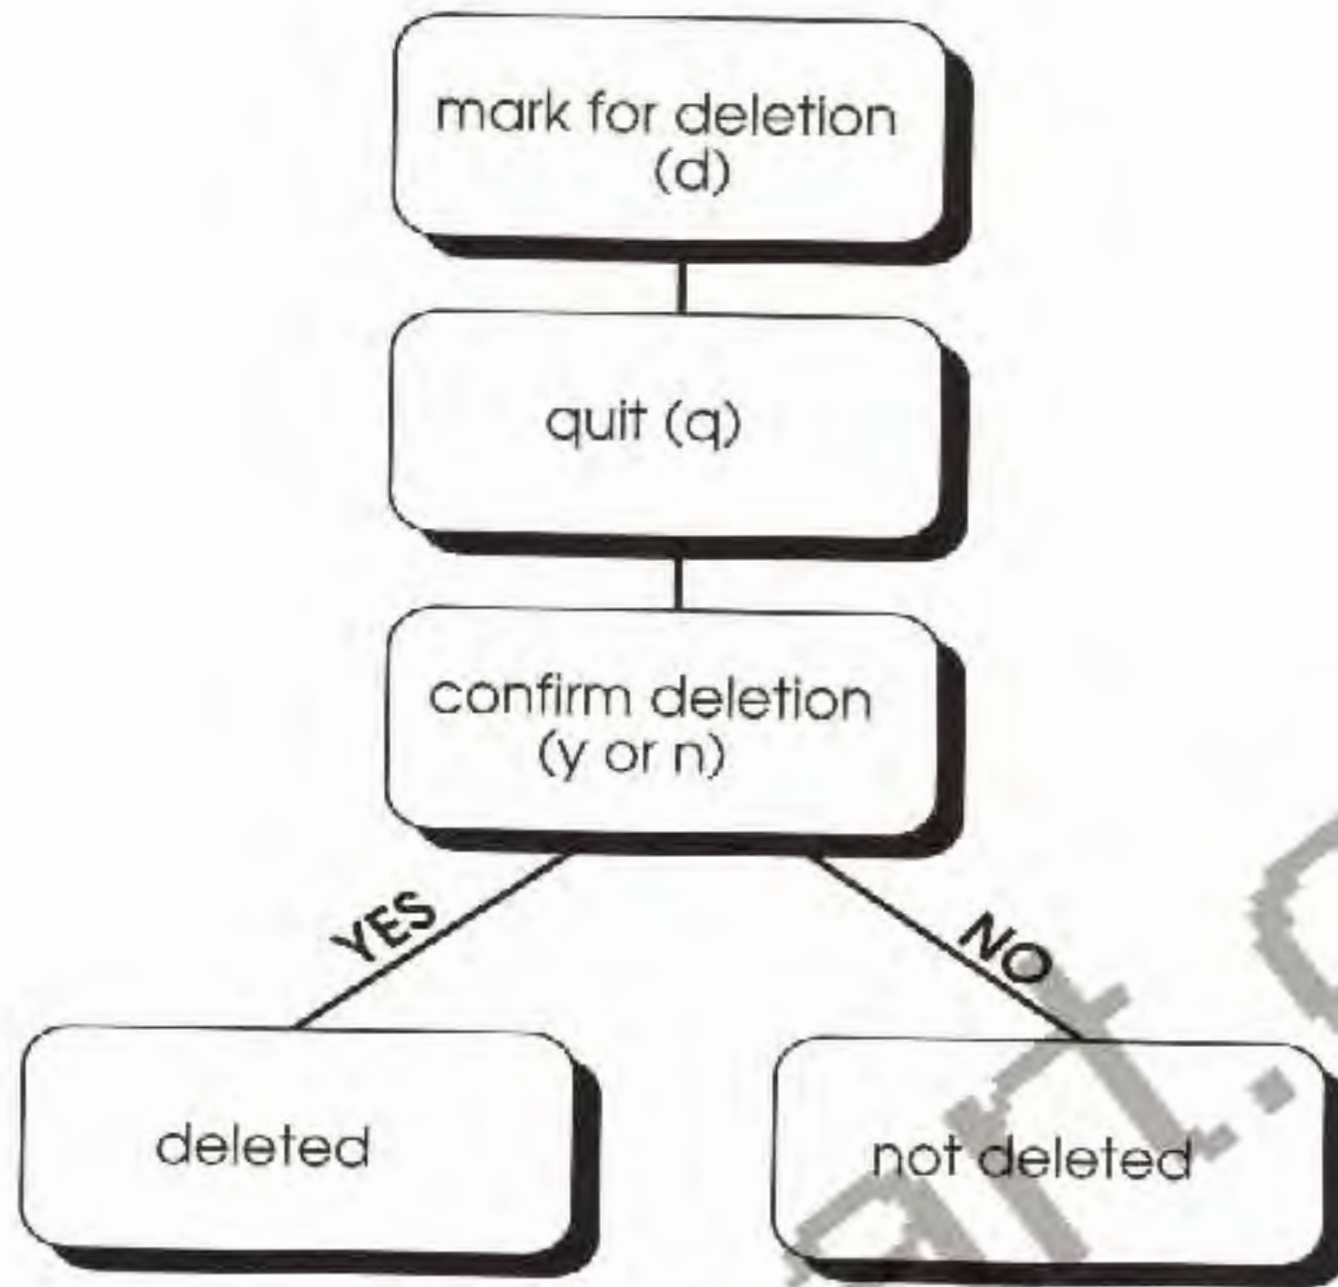 mark for deletion
(d)
quit (q)
confirm deletion
(y or n)
YES
NO
deleted
not deleted